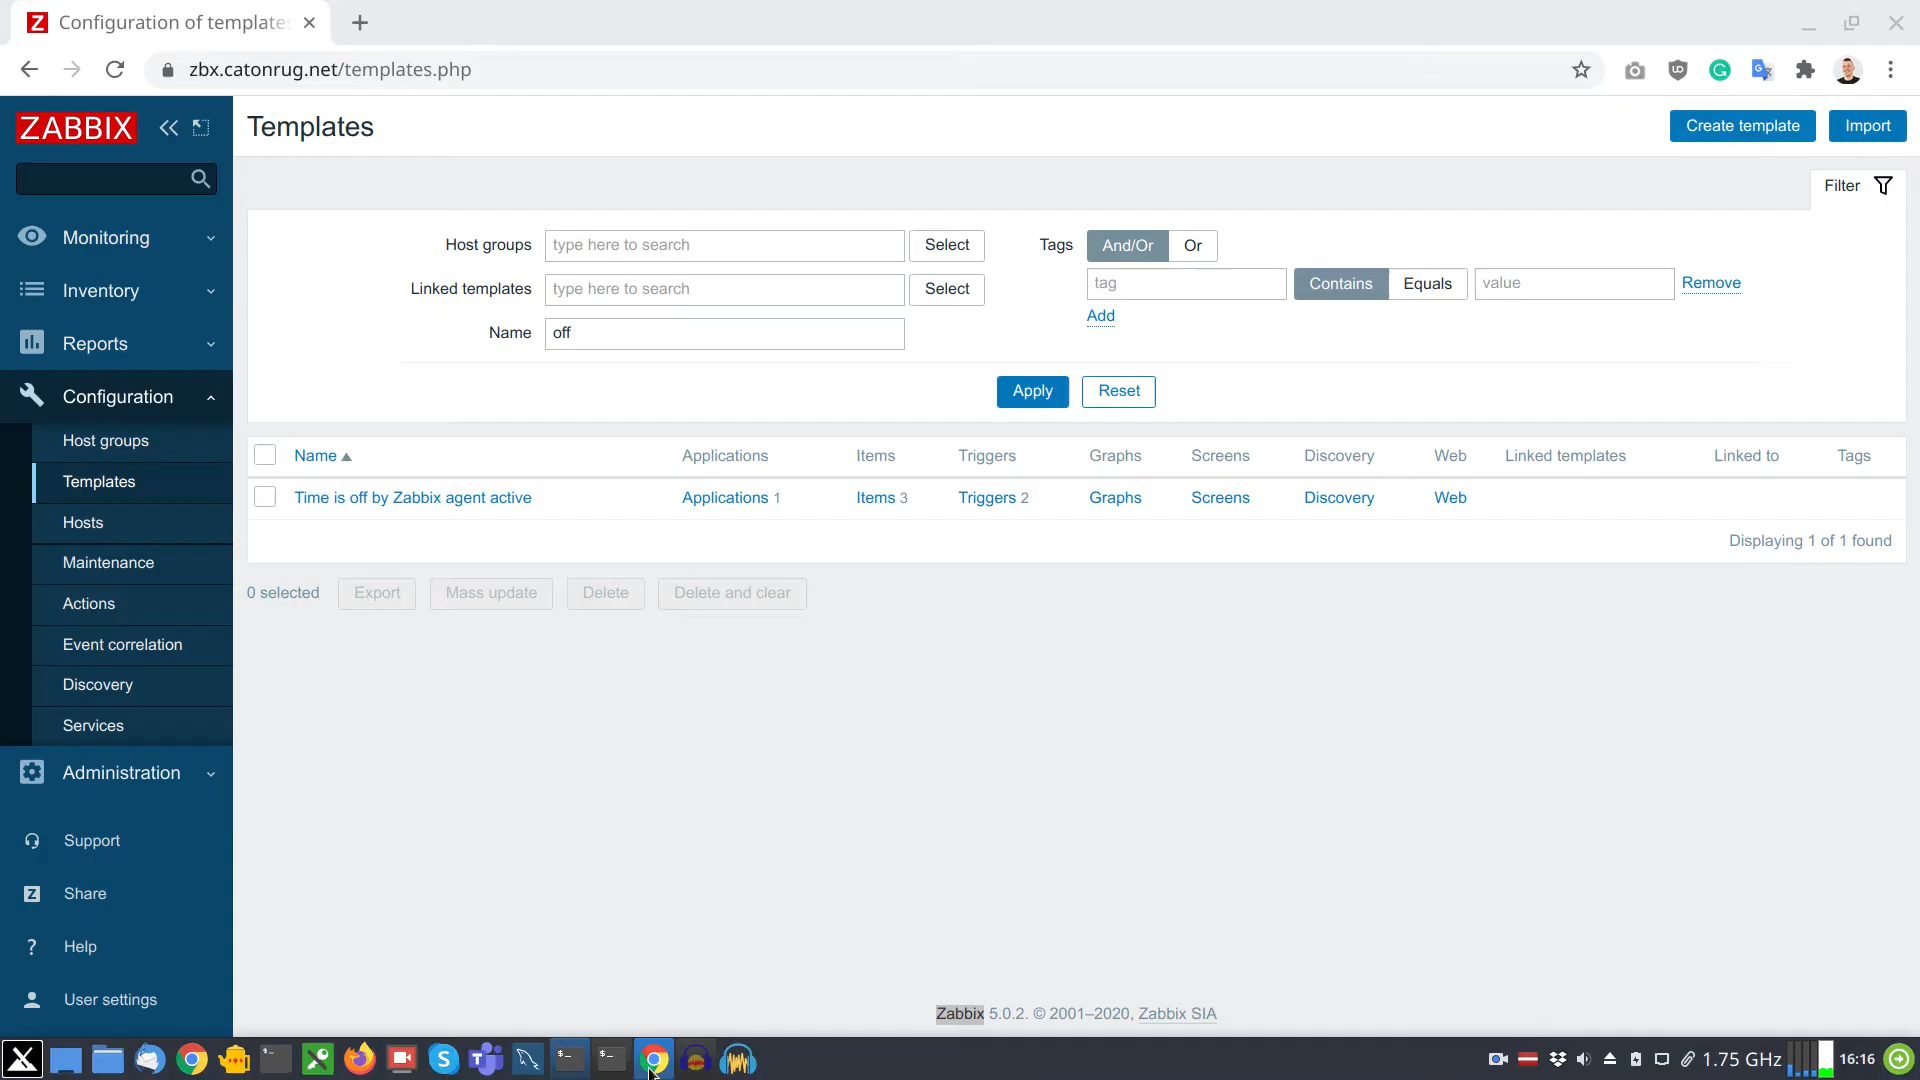 Configuration of template
zbx.catonrug.net/templates.php
ZABBIX
Templates
Create template
Import
Filter
Monitoring
Inventory
Reports
Configuration
Host groups
Templates
Hosts
Maintenance
Actions
Event correlation
Discovery
Services
Administration
Support
Share
Help
User settings
Host groups
type here to search
Select
Linked templates
type here to search
Select
Name
off
Tags
And/Or
Or
tag
Contains
Equals
value
Remove
Add
Apply
Reset
Name Applications Items Triggers Graphs Screens Discovery Web Linked templates Linked to Tags
Time is off by Zabbix agent active Applications 1 Items 3 Triggers 2 Graphs Screens Discovery Web
Displaying 1 of 1 found
0 selected
Export
Mass update
Delete
Delete and clear
Zabbix 5.0.2. © 2001–2020, Zabbix SIA
1.75 GHz
16:16